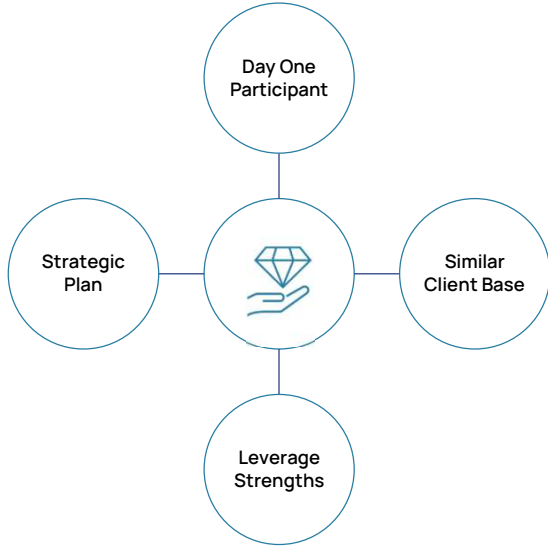 Day One
Participant
Strategic
Plan
Similar
Client Base
Leverage
Strengths